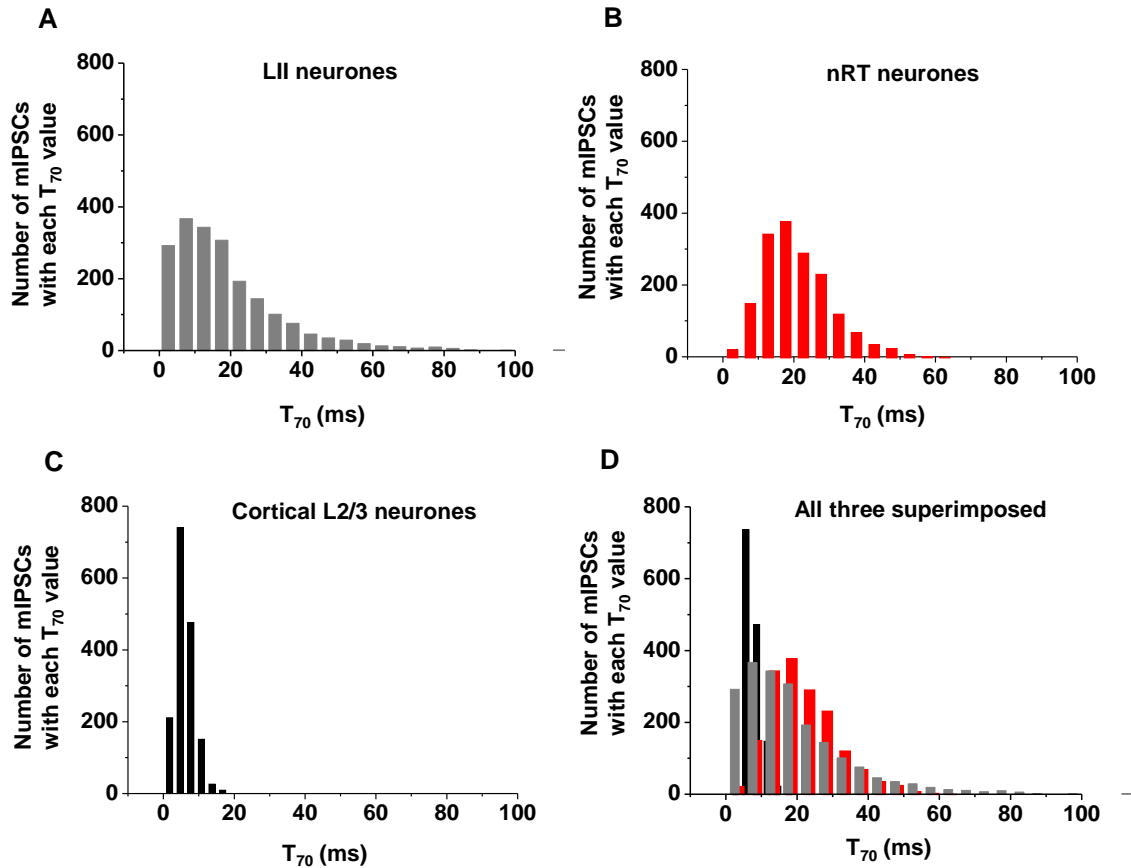 A
LII neurones
Number of mIPSCs
with each T70 value
800
600
400
200
0
0 20 40 60 80 100
T70 (ms)
B
nRT neurones
Number of mIPSCs
with each T70 value
800
600
400
200
0
0 20 40 60 80 100
T70 (ms)
C
Cortical L2/3 neurones
Number of mIPSCs
with each T70 value
800
600
400
200
0
0 20 40 60 80 100
T70 (ms)
D
All three superimposed
Number of mIPSCs
with each T70 value
800
600
400
200
0
0 20 40 60 80 100
T70 (ms)